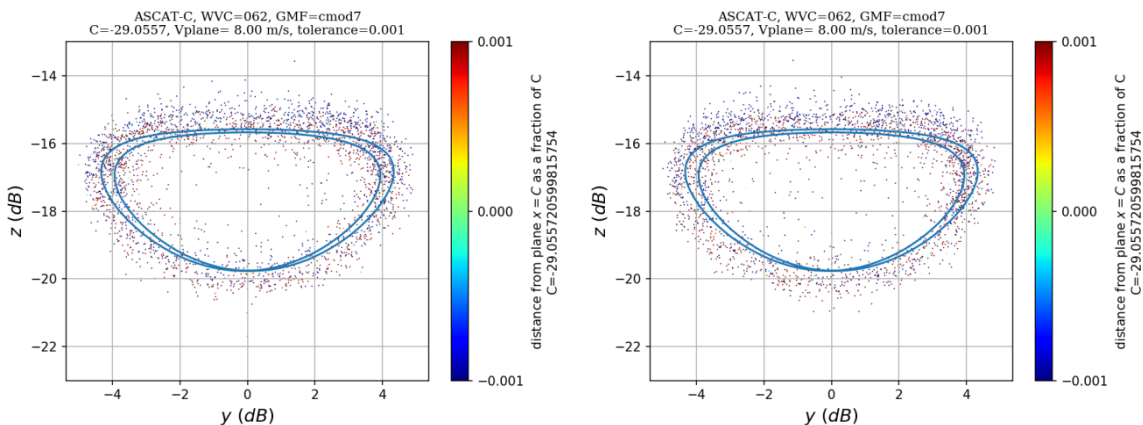 ASCAT-C, WVC=062, GMF=cmod7
C=-29.0557, Vplane= 8.00 m/s, tolerance=0.001
−14
−16
−18
−20
−22
z (dB)
−4
−2
0
2
4
y (dB)
0.001
0.000
−0.001
distance from plane x = C as a fraction of C
C=-29.055720599815754
ASCAT-C, WVC=062, GMF=cmod7
C=-29.0557, Vplane= 8.00 m/s, tolerance=0.001
−14
−16
−18
−20
−22
z (dB)
−4
−2
0
2
4
y (dB)
0.001
0.000
−0.001
distance from plane x = C as a fraction of C
C=-29.055720599815754